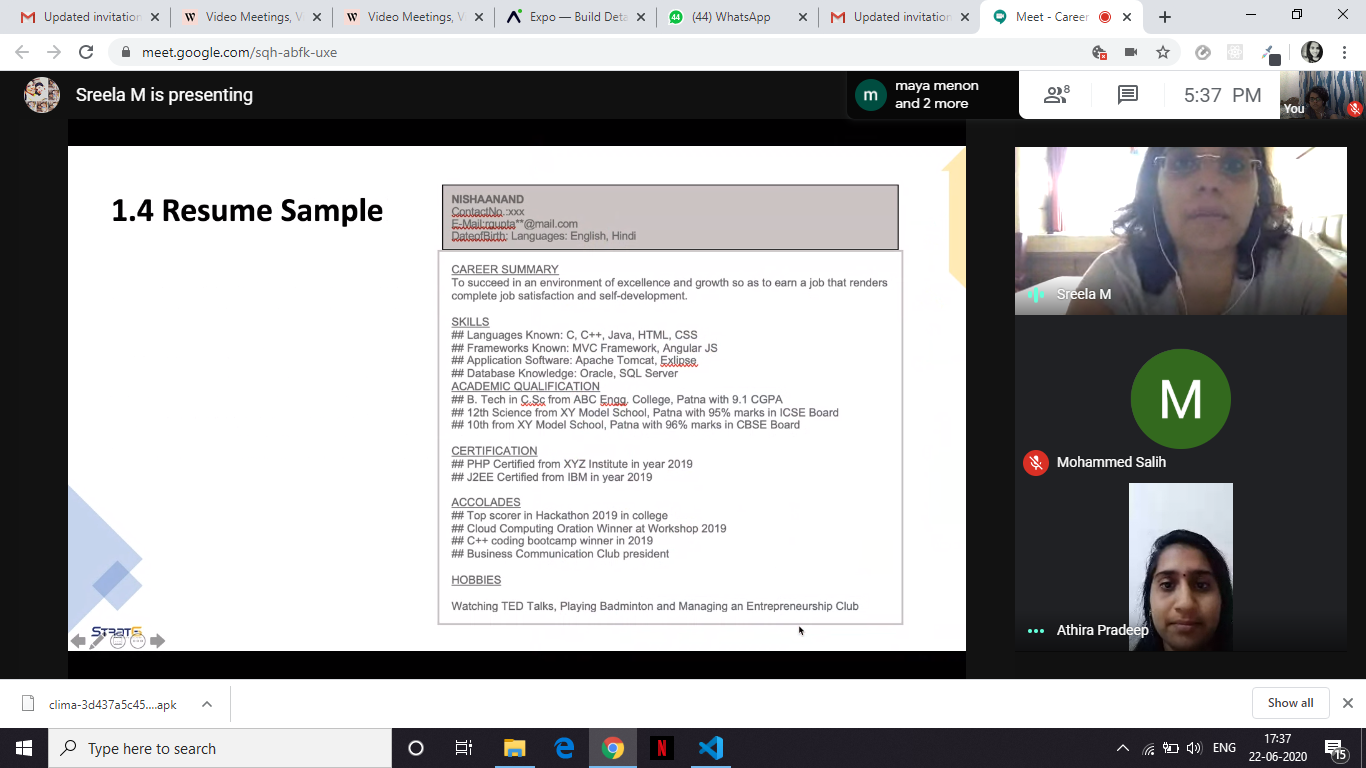 Updated invitation
Video Meetings, V
Video Meetings, V
Expo — Build Deta
(44) WhatsApp
Updated invitation
Meet - Career
meet.google.com/sqh-abfk-uxe
Sreela M is presenting
m
maya menon
and 2 more
8
5:37 PM
You
1.4 Resume Sample
NISHAANAND
ContactNo.:xxx
E-Mail:rgupta**@mail.com
DateofBirth: Languages: English, Hindi
CAREER SUMMARY
To succeed in an environment of excellence and growth so as to earn a job that renders
complete job satisfaction and self-development.
SKILLS
## Languages Known: C, C++, Java, HTML, CSS
## Frameworks Known: MVC Framework, Angular JS
## Application Software: Apache Tomcat, Exlipse
## Database Knowledge: Oracle, SQL Server
ACADEMIC QUALIFICATION
## B. Tech in C.Sc from ABC Engg. College, Patna with 9.1 CGPA
## 12th Science from XY Model School, Patna with 95% marks in ICSE Board
## 10th from XY Model School, Patna with 96% marks in CBSE Board
CERTIFICATION
## PHP Certified from XYZ Institute in year 2019
## J2EE Certified from IBM in year 2019
ACCOLADES
## Top scorer in Hackathon 2019 in college
## Cloud Computing Oration Winner at Workshop 2019
## C++ coding bootcamp winner in 2019
## Business Communication Club president
HOBBIES
Watching TED Talks, Playing Badminton and Managing an Entrepreneurship Club
Sreela M
M
Mohammed Salih
Athira Pradeep
clima-3d437a5c45....apk
Show all
Type here to search
ENG
17:37
22-06-2020
15